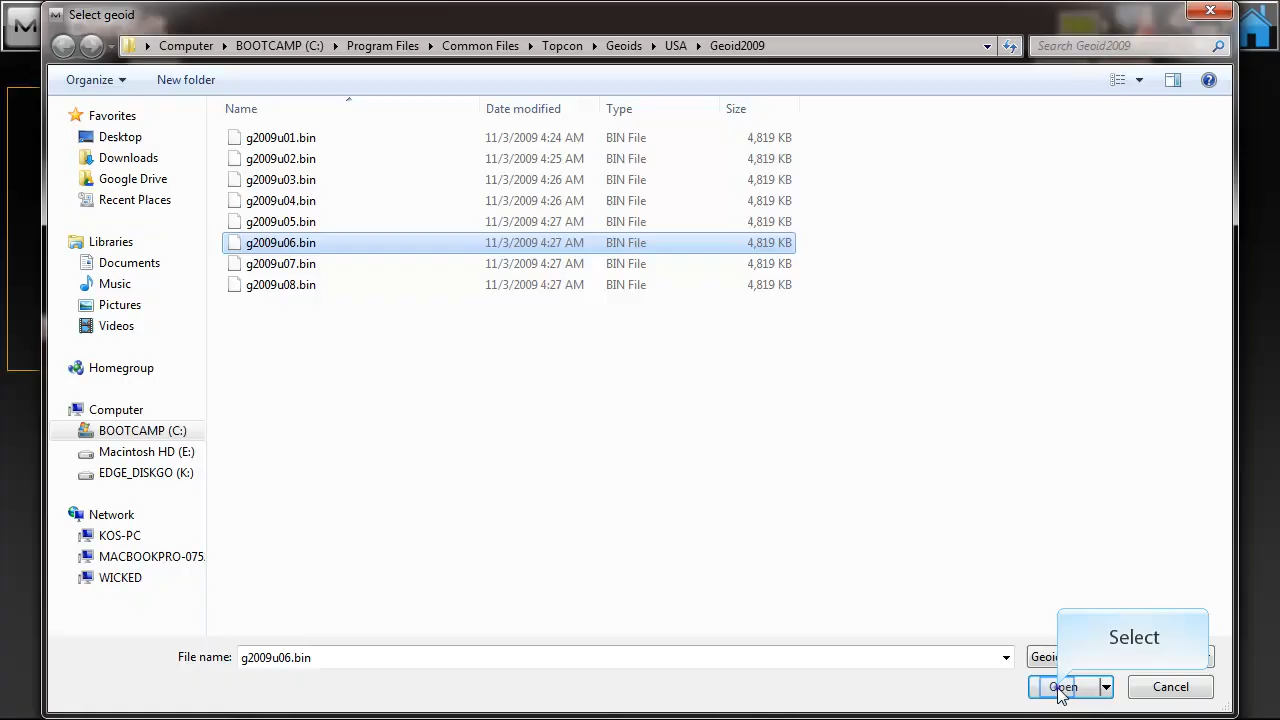 Select geoid
Computer BOOTCAMP (C:) Program Files Common Files Topcon Geoids USA Geoid2009 Search Geoid2009
Organize New folder
Name Date modified Type Size
g2009u01.bin 11/3/2009 4:24 AM BIN File 4,819 KB
g2009u02.bin 11/3/2009 4:25 AM BIN File 4,819 KB
g2009u03.bin 11/3/2009 4:26 AM BIN File 4,819 KB
g2009u04.bin 11/3/2009 4:26 AM BIN File 4,819 KB
g2009u05.bin 11/3/2009 4:27 AM BIN File 4,819 KB
g2009u06.bin 11/3/2009 4:27 AM BIN File 4,819 KB
g2009u07.bin 11/3/2009 4:27 AM BIN File 4,819 KB
g2009u08.bin 11/3/2009 4:27 AM BIN File 4,819 KB
Favorites
Desktop
Downloads
Google Drive
Recent Places
Libraries
Documents
Music
Pictures
Videos
Homegroup
Computer
BOOTCAMP (C:)
Macintosh HD (E:)
EDGE_DISKGO (K:)
Network
KOS-PC
MACBOOKPRO-075
WICKED
Select
File name: g2009u06.bin Geoid
Open Cancel